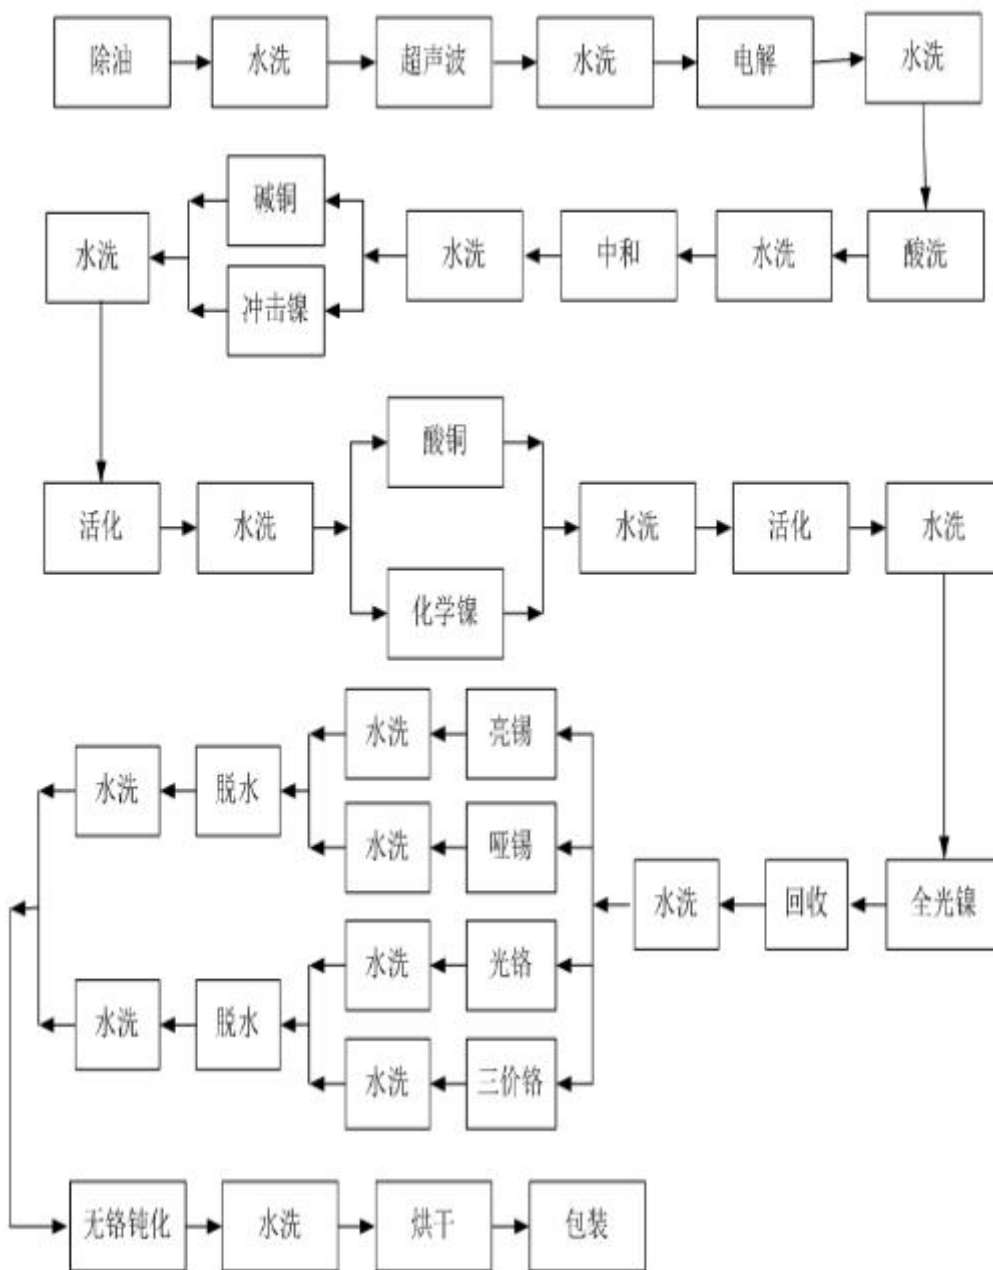 除油
水洗
超声波
水洗
电解
水洗
酸洗
水洗
中和
水洗
碱铜
冲击镍
水洗
活化
水洗
酸铜
化学镍
水洗
活化
水洗
全光镍
回收
水洗
亮锡
水洗
哑锡
水洗
脱水
水洗
光铬
水洗
三价铬
水洗
脱水
水洗
无铬钝化
水洗
烘干
包装